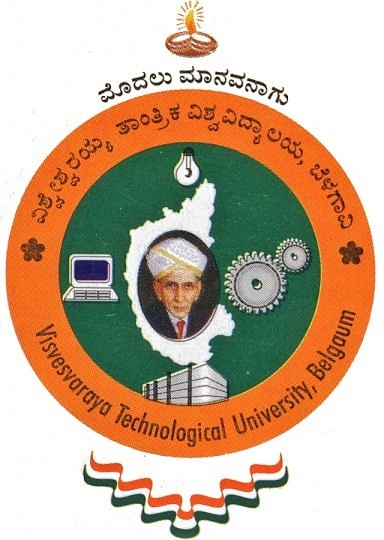 ಮೊದಲು ಮಾನವನಾಗು
ವಿಶ್ವೇಶ್ವರಯ್ಯ ತಾಂತ್ರಿಕ ವಿಶ್ವವಿದ್ಯಾಲಯ, ಬೆಳಗಾವಿ
Visvesvaraya Technological University, Belgaum